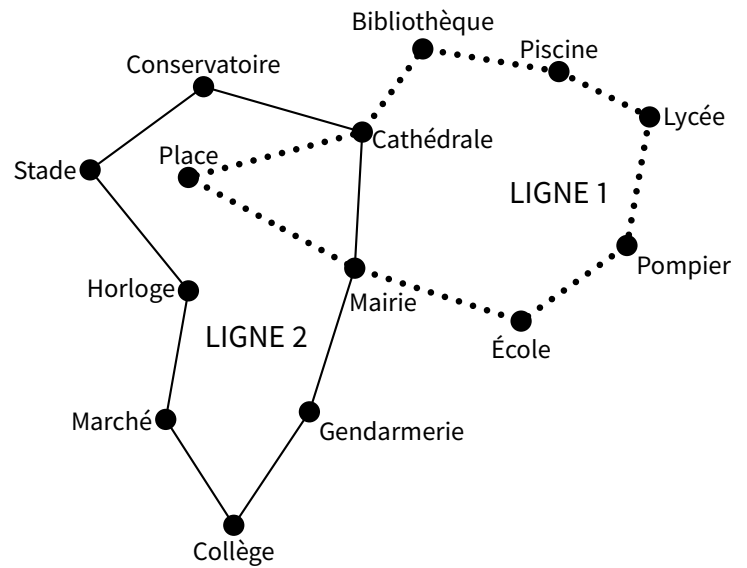 Bibliothèque
Piscine
Conservatoire
Lycée
Cathédrale
Place
Stade
LIGNE 1
Pompier
Horloge
Mairie
LIGNE 2
École
Marché
Gendarmerie
Collège